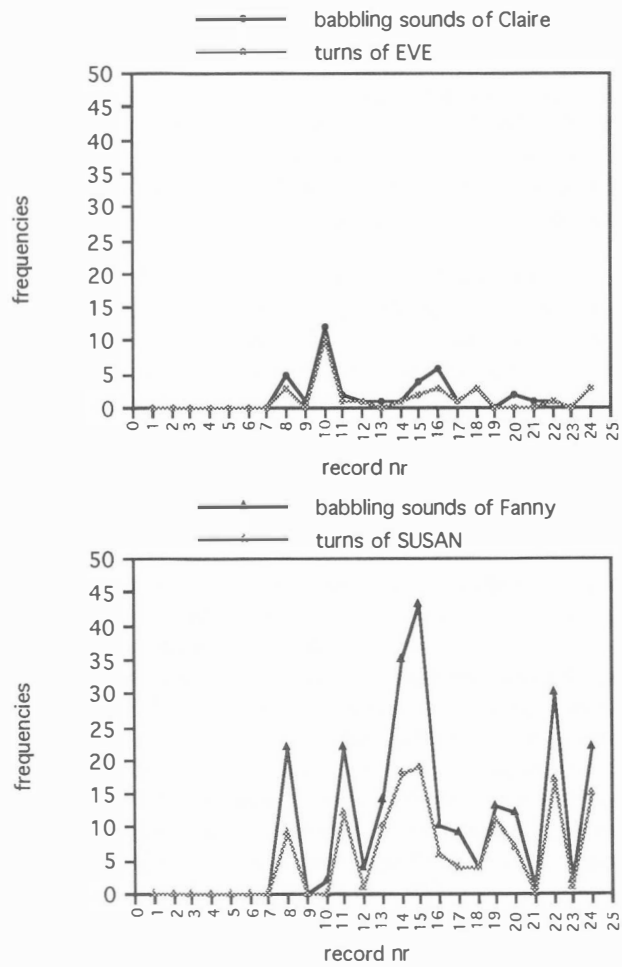 babbling sounds of Claire
turns of EVE
50
45
40
35
30
25
20
15
10
5
0
frequencies
0 1 2 3 4 5 6 7 8 9 10 11 12 13 14 15 16 17 18 19 20 21 22 23 24 25
record nr
babbling sounds of Fanny
turns of SUSAN
50
45
40
35
30
25
20
15
10
5
0
frequencies
0 1 2 3 4 5 6 7 8 9 10 11 12 13 14 15 16 17 18 19 20 21 22 23 24 25
record nr